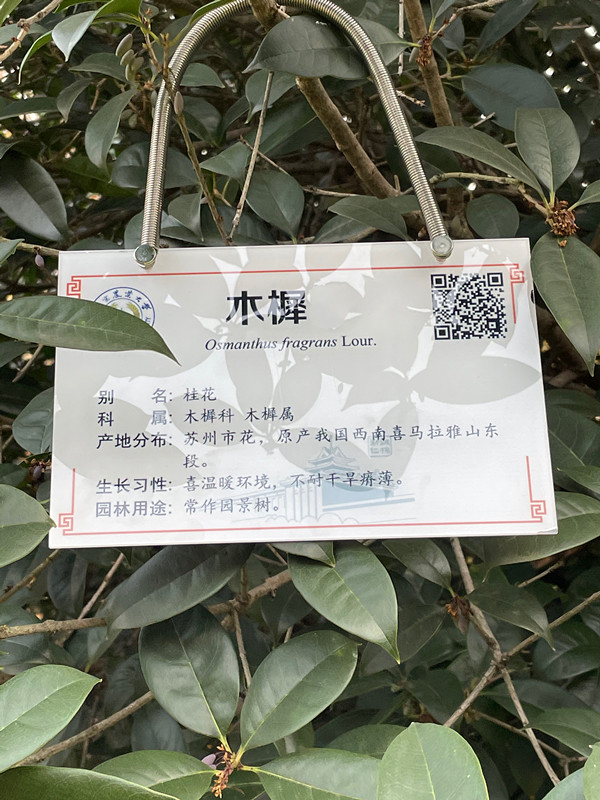 木樨
Osmanthus fragrans Lour.
别 名：桂花
科 属：木樨科 木樨属
产地分布：苏州市花，原产我国西南喜马拉雅山东
段。
生长习性：喜温暖环境，不耐干旱瘠薄。
园林用途：常作园景树。